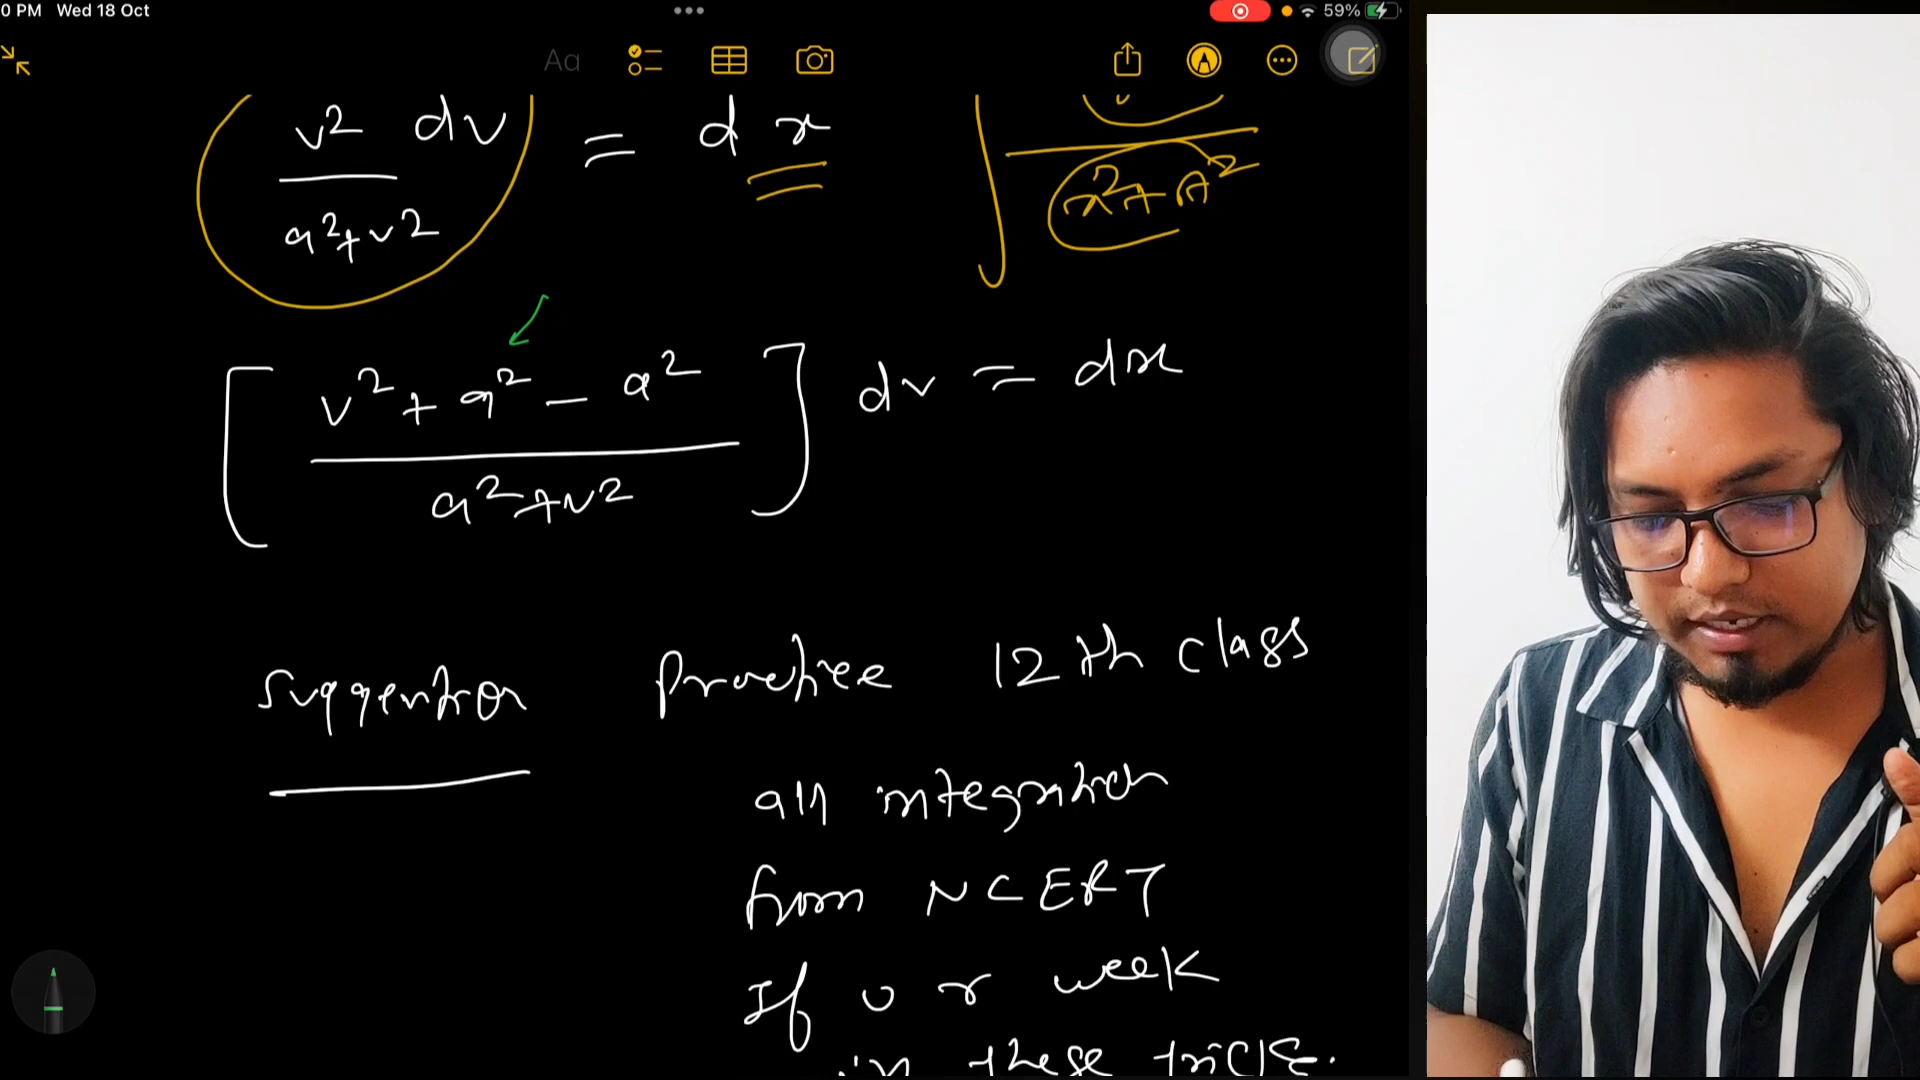 0 PM Wed 18 Oct
59%
Aa
v² dv = d x
a²+v²
x²+A²
[ v²+a²-a² ] dv = dx
a²+v²
Suggestion Practice 12th class
all integration
from NCERT
If u r week
in these tricks.